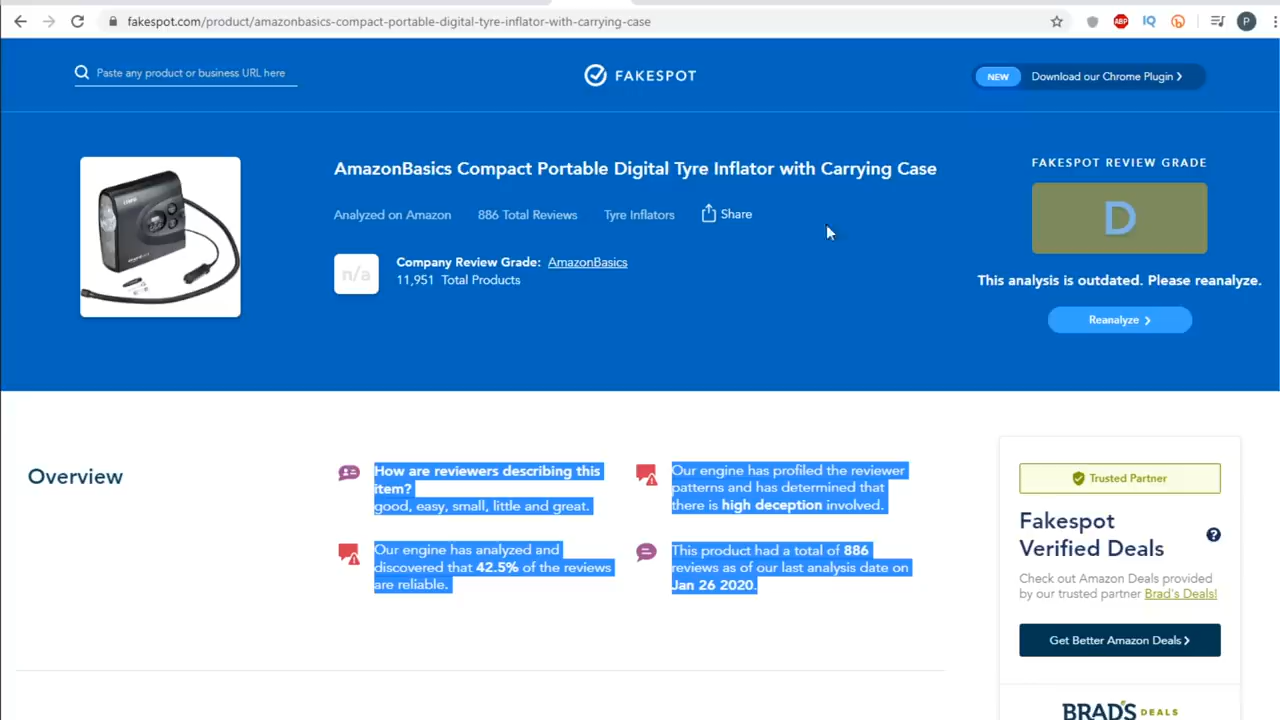 fakespot.com/product/amazonbasics-compact-portable-digital-tyre-inflator-with-carrying-case
ABP
IQ
P
Paste any product or business URL here
FAKESPOT
NEW
Download our Chrome Plugin >
AmazonBasics Compact Portable Digital Tyre Inflator with Carrying Case
Analyzed on Amazon
886 Total Reviews
Tyre Inflators
Share
n/a
Company Review Grade: AmazonBasics
11,951 Total Products
FAKESPOT REVIEW GRADE
D
This analysis is outdated. Please reanalyze.
Reanalyze >
Overview
How are reviewers describing this
item?
good, easy, small, little and great.
Our engine has profiled the reviewer
patterns and has determined that
there is high deception involved.
Our engine has analyzed and
discovered that 42.5% of the reviews
are reliable.
This product had a total of 886
reviews as of our last analysis date on
Jan 26 2020.
Trusted Partner
Fakespot
Verified Deals
?
Check out Amazon Deals provided
by our trusted partner Brad's Deals!
Get Better Amazon Deals >
BRAD'S DEALS